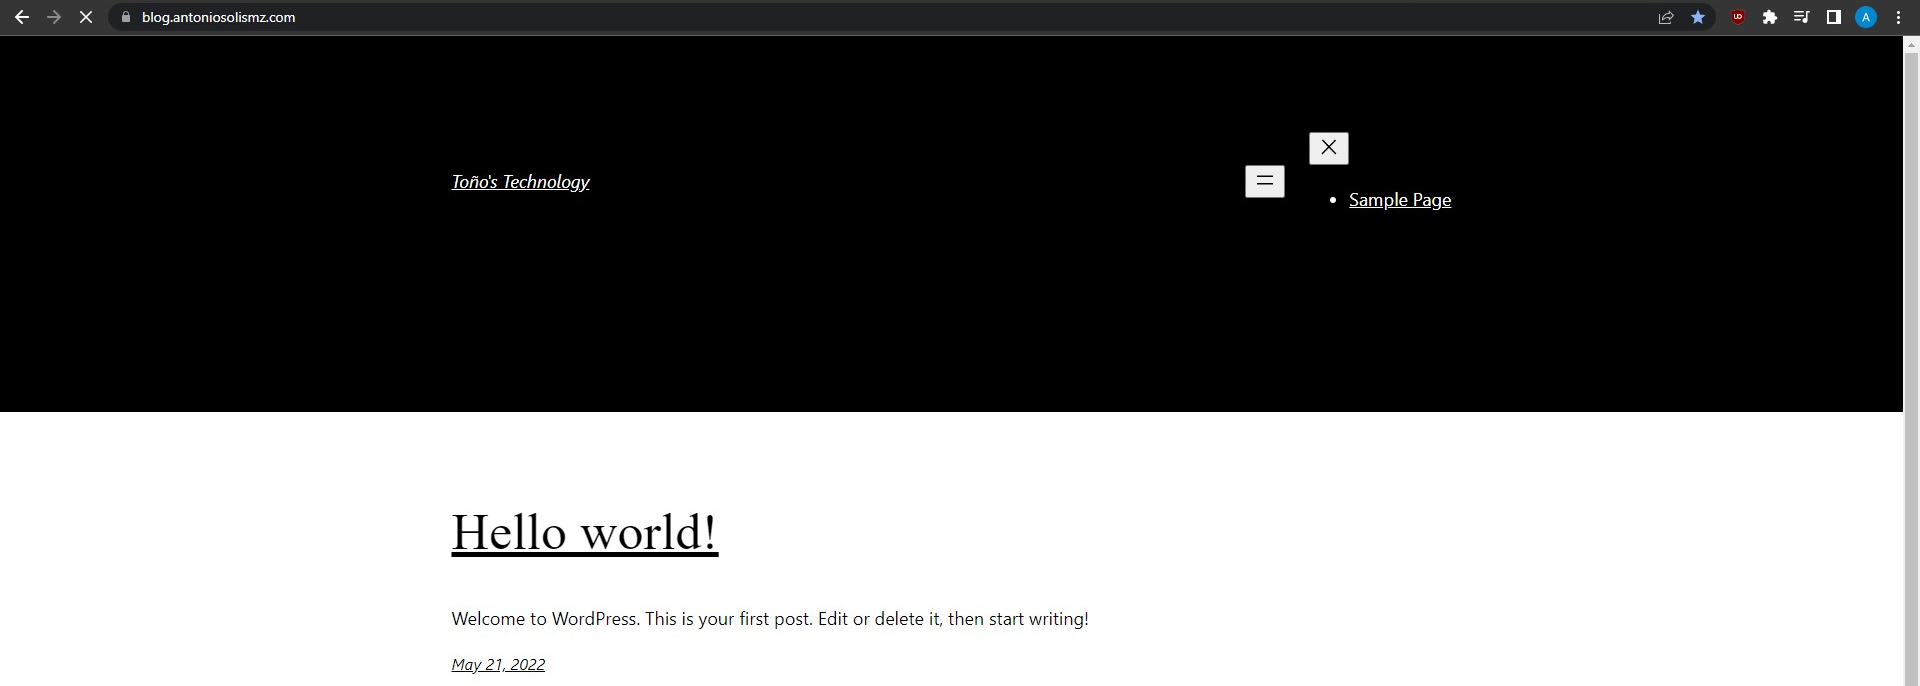 blog.antoniosolismz.com
A
Toño's Technology
Sample Page
Hello world!
Welcome to WordPress. This is your first post. Edit or delete it, then start writing!
May 21, 2022